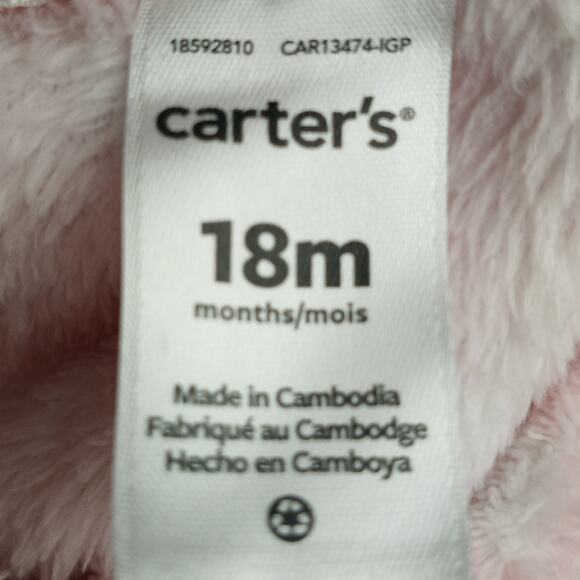 18592810 CAR13474-IGP
carter's®
18m
months/mois
Made in Cambodia
Fabriqué au Cambodge
Hecho en Camboya